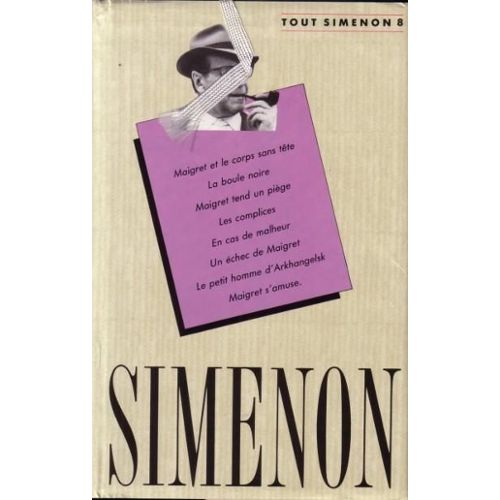 TOUT SIMENON 8
Maigret et le corps sans tête
La boule noire
Maigret tend un piège
Les complices
En cas de malheur
Un échec de Maigret
Le petit homme d'Arkhangelsk
Maigret s'amuse.
SIMENON